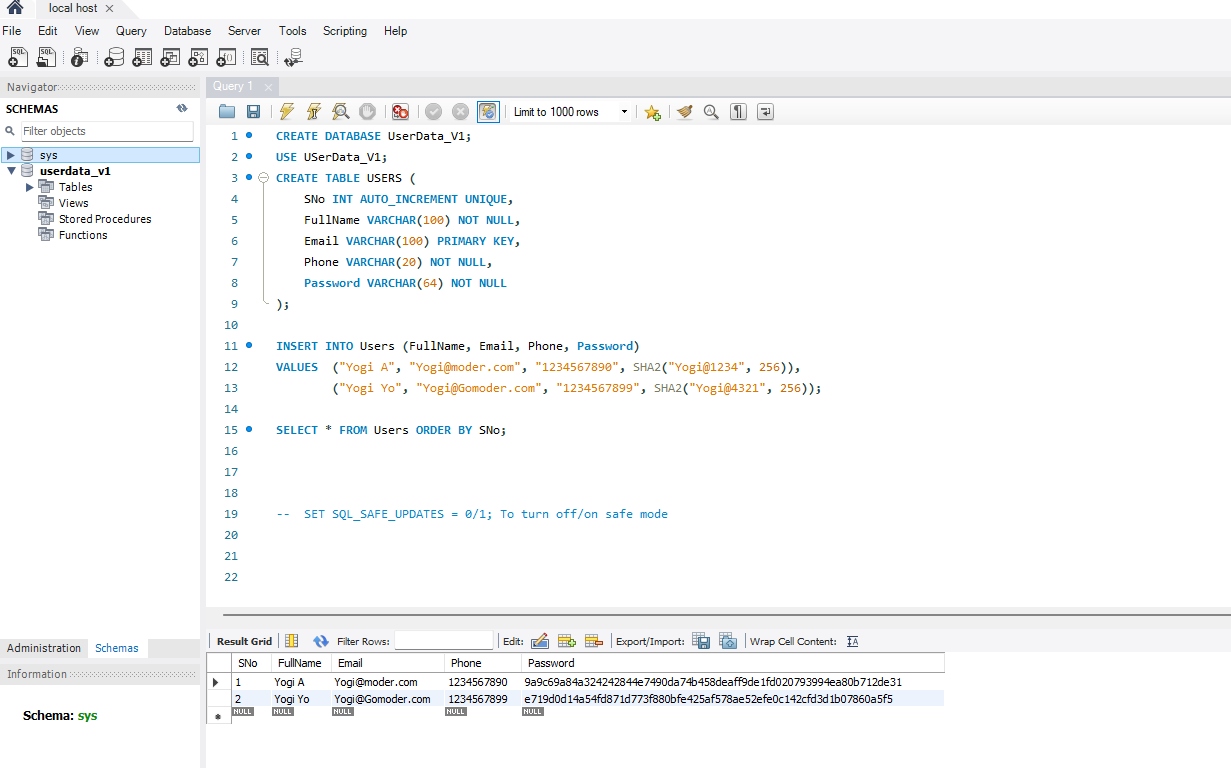 local host
File Edit View Query Database Server Tools Scripting Help
Navigator
SCHEMAS
Filter objects
sys
userdata_v1
Tables
Views
Stored Procedures
Functions
Administration Schemas
Information
Schema: sys
Query 1
Limit to 1000 rows
1 CREATE DATABASE UserData_V1;
2 USE USerData_V1;
3 CREATE TABLE USERS (
4 SNo INT AUTO_INCREMENT UNIQUE,
5 FullName VARCHAR(100) NOT NULL,
6 Email VARCHAR(100) PRIMARY KEY,
7 Phone VARCHAR(20) NOT NULL,
8 Password VARCHAR(64) NOT NULL
9 );
10
11 INSERT INTO Users (FullName, Email, Phone, Password)
12 VALUES ("Yogi A", "Yogi@moder.com", "1234567890", SHA2("Yogi@1234", 256)),
13 ("Yogi Yo", "Yogi@Gomoder.com", "1234567899", SHA2("Yogi@4321", 256));
14
15 SELECT * FROM Users ORDER BY SNo;
16
17
18
19 -- SET SQL_SAFE_UPDATES = 0/1; To turn off/on safe mode
20
21
22
Result Grid Filter Rows: Edit: Export/Import: Wrap Cell Content:
SNo FullName Email Phone Password
1 Yogi A Yogi@moder.com 1234567890 9a9c69a84a324242844e7490da74b458deaff9de1fd020793994ea80b712de31
2 Yogi Yo Yogi@Gomoder.com 1234567899 e719d0d14a54fd871d773f880bfe425af578ae52efe0c142cfd3d1b07860a5f5
NULL NULL NULL NULL NULL